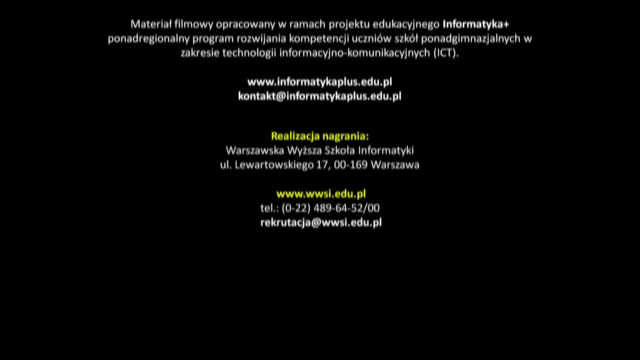 Materiał filmowy opracowany w ramach projektu edukacyjnego Informatyka+
ponadregionalny program rozwijania kompetencji uczniów szkół ponadgimnazjalnych w
zakresie technologii informacyjno-komunikacyjnych (ICT).
www.informatykaplus.edu.pl
kontakt@informatykaplus.edu.pl
Realizacja nagrania:
Warszawska Wyższa Szkoła Informatyki
ul. Lewartowskiego 17, 00-169 Warszawa
www.wwsi.edu.pl
tel.: (0-22) 489-64-52/00
rekrutacja@wwsi.edu.pl